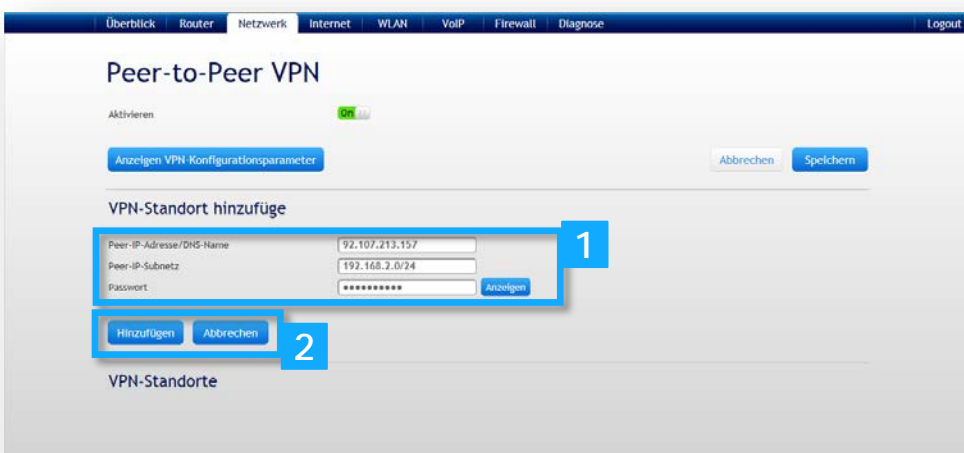 Überblick Router Netzwerk Internet WLAN VoIP Firewall Diagnose Logout
Peer-to-Peer VPN
Aktivieren On
Anzeigen VPN-Konfigurationsparameter Abbrechen Speichern
VPN-Standort hinzufüge
Peer-IP-Adresse/DNS-Name 92.107.213.157
1
Peer-IP-Subnetz 192.168.2.0/24
Passwort •••••••••• Anzeigen
Hinzufügen Abbrechen
2
VPN-Standorte